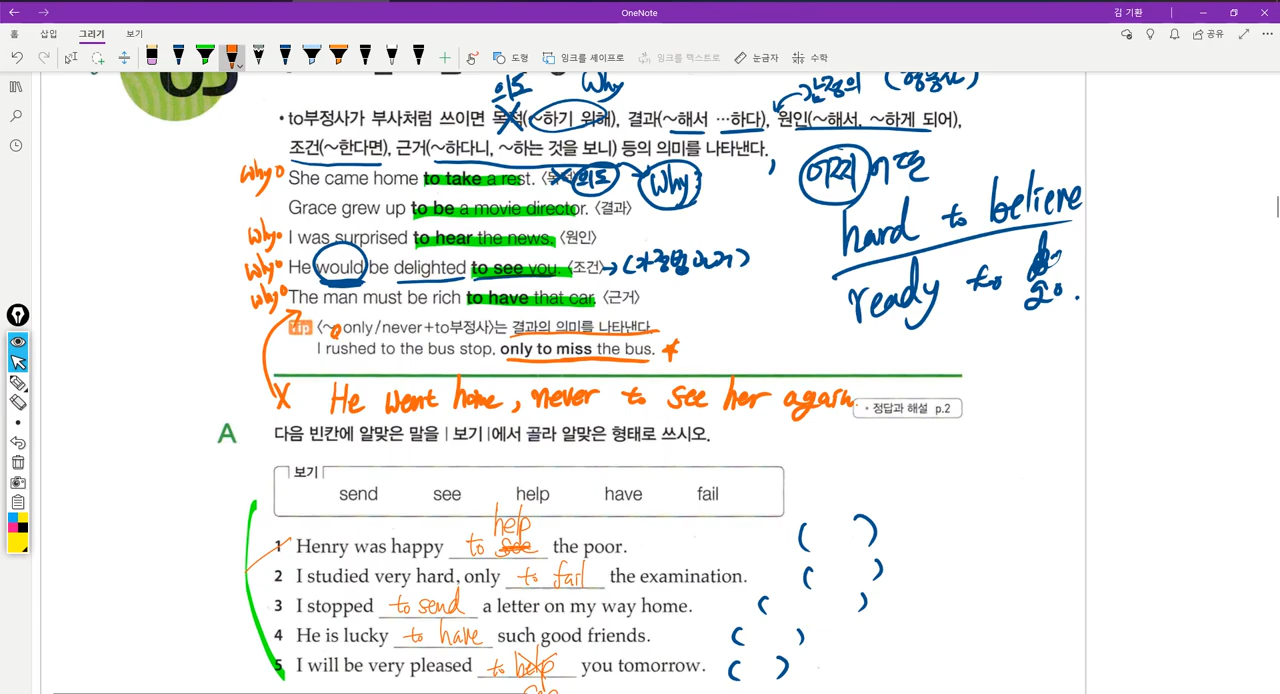 OneNote
김 기환
홈 삽입 그리기 보기
공유
도형 잉크를 셰이프로 잉크를 텍스트로 눈금자 수학
의도 Why 감정의
• to부정사가 부사처럼 쓰이면 목적(~하기 위해), 결과(~해서 …하다), 원인(~해서, ~하게 되어),
조건(~한다면), 근거(~하다니, ~하는 것을 보니) 등의 의미를 나타낸다.
Why She came home to take a rest. 〈목적〉 의도 Why
Grace grew up to be a movie director. 〈결과〉
hard to believe
Why I was surprised to hear the news. 〈원인〉
Why He would be delighted to see you. 〈조건〉
ready to go.
Why The man must be rich to have that car. 〈근거〉
Tip 〈~, only/never+to부정사〉는 결과의 의미를 나타낸다.
I rushed to the bus stop, only to miss the bus.
X He went home, never to see her again.
• 정답과 해설 p.2
A 다음 빈칸에 알맞은 말을 | 보기 |에서 골라 알맞은 형태로 쓰시오.
보기
send see help have fail
help
1 Henry was happy to see the poor. ( )
2 I studied very hard, only to fail the examination. ( )
3 I stopped to send a letter on my way home. ( )
4 He is lucky to have such good friends. ( )
5 I will be very pleased to help you tomorrow. ( )